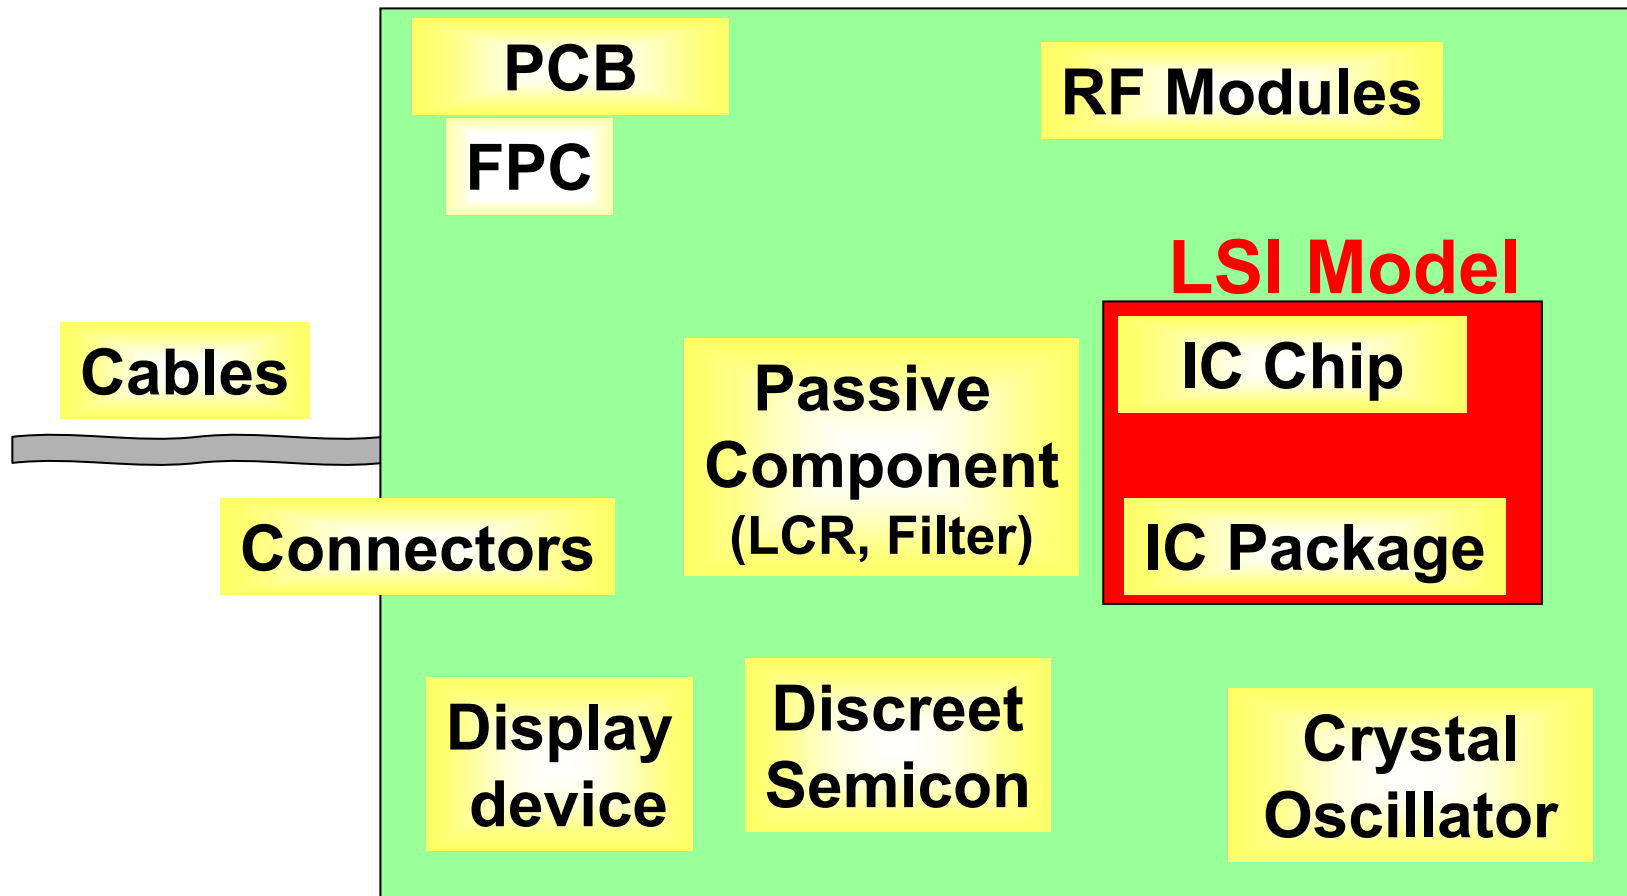 PCB
FPC
RF Modules
LSI Model
IC Chip
IC Package
Cables
Connectors
Passive
Component
(LCR, Filter)
Display
device
Discreet
Semicon
Crystal
Oscillator